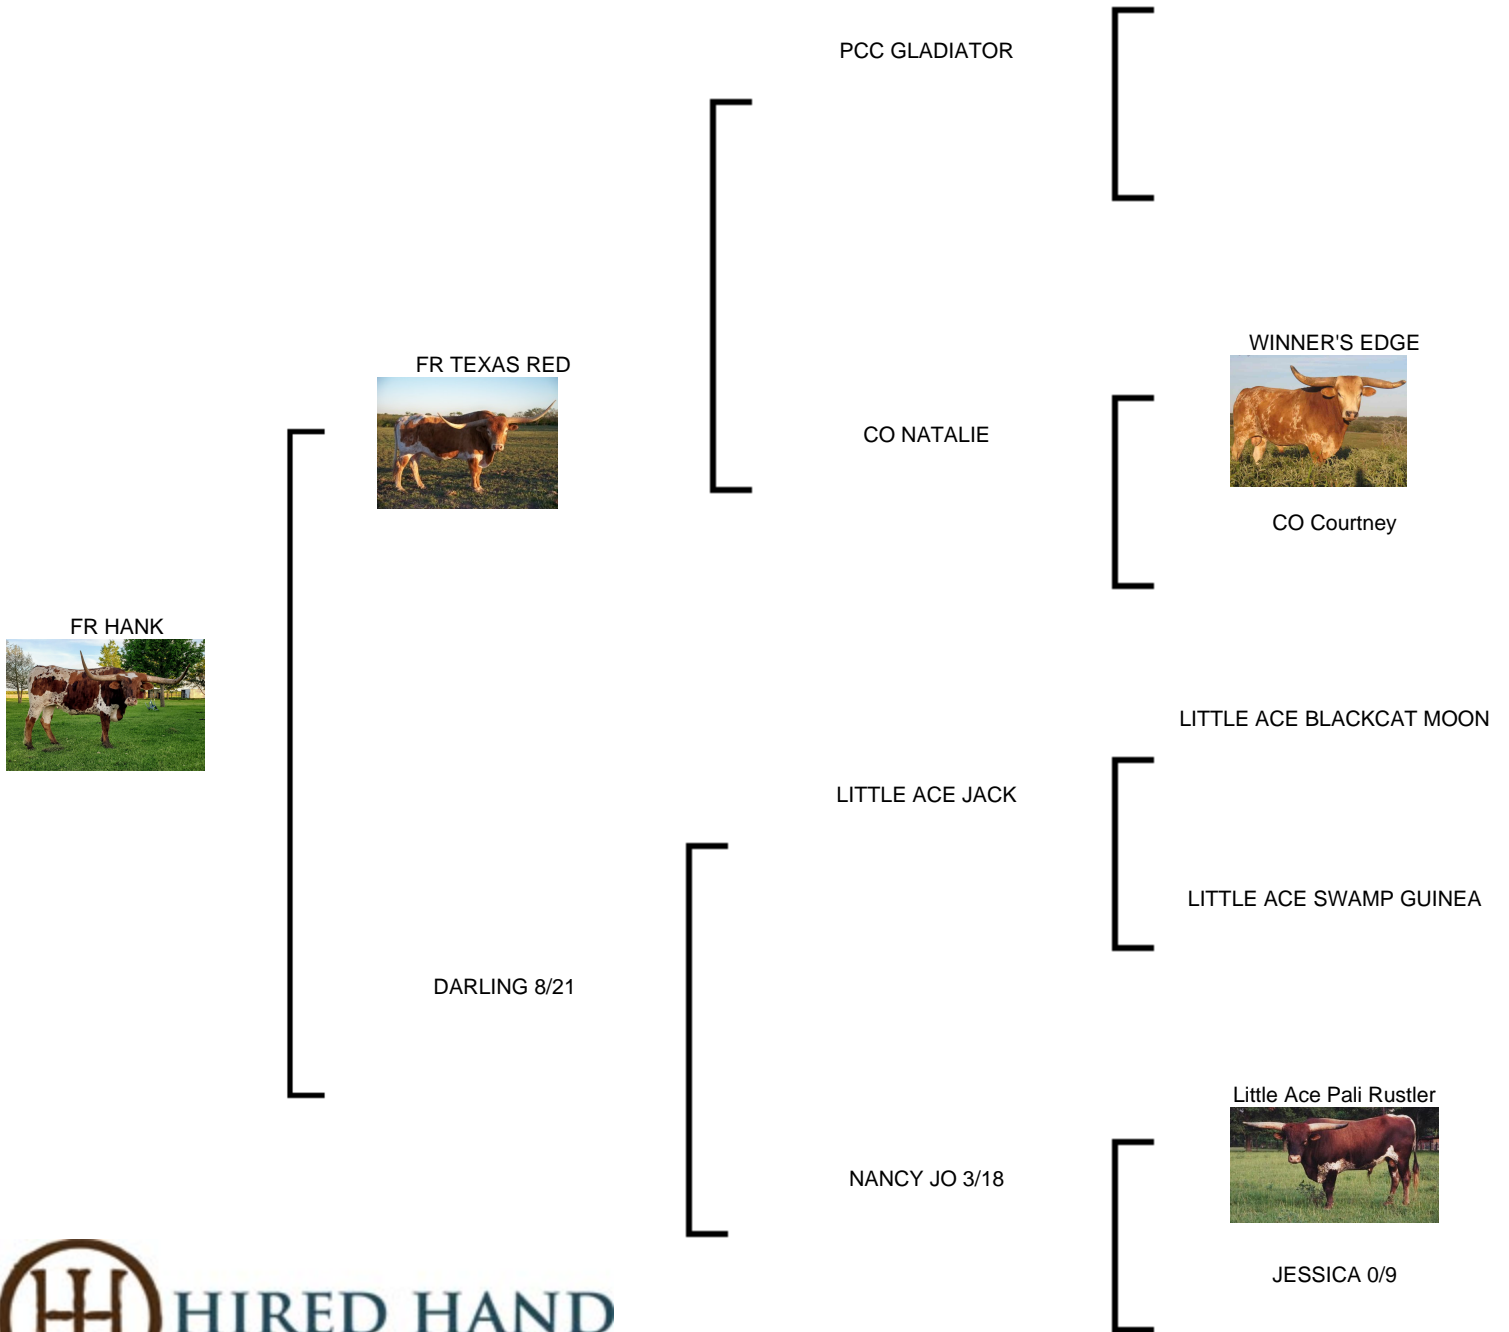 PCC GLADIATOR
WINNER'S EDGE
FR TEXAS RED
CO NATALIE
CO Courtney
FR HANK
LITTLE ACE BLACKCAT MOON
LITTLE ACE JACK
LITTLE ACE SWAMP GUINEA
DARLING 8/21
Little Ace Pali Rustler
NANCY JO 3/18
JESSICA 0/9
HIRED HAND